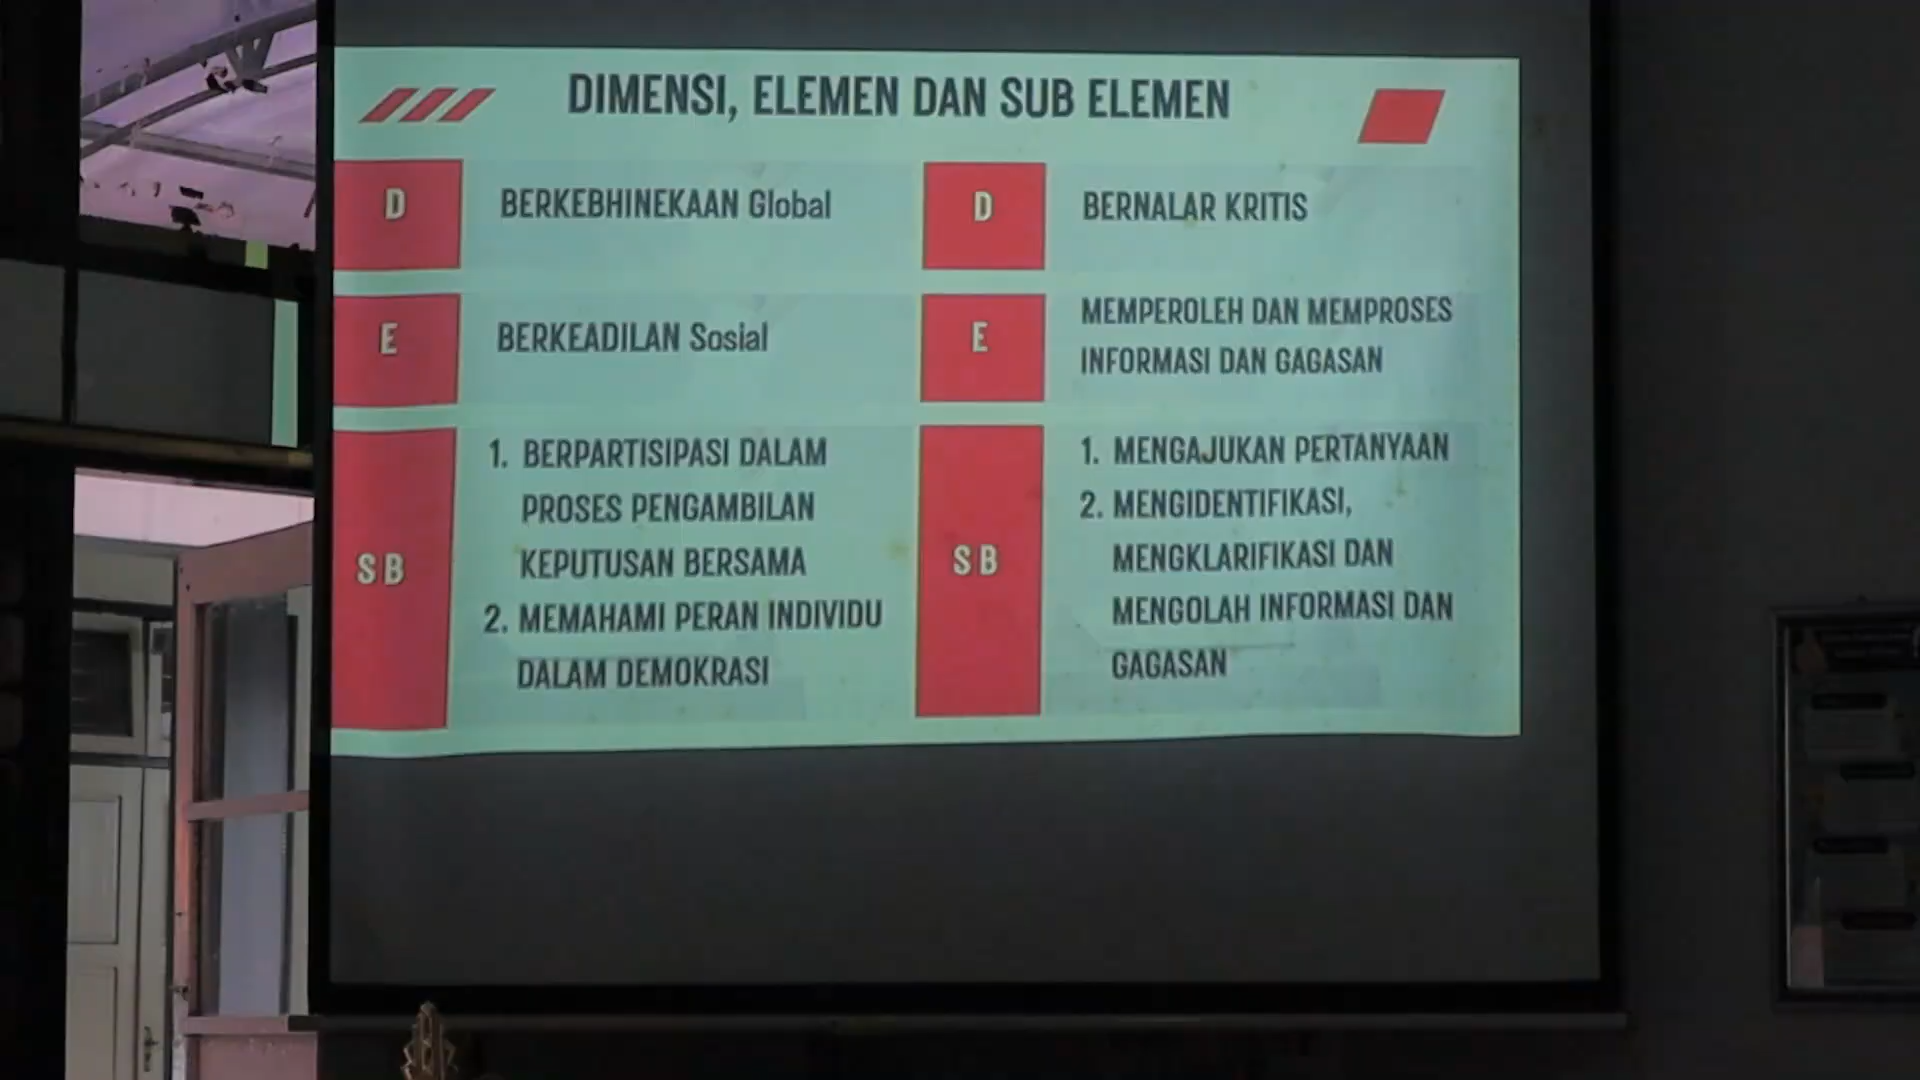 DIMENSI, ELEMEN DAN SUB ELEMEN
D
BERKEBHINEKAAN Global
E
BERKEADILAN Sosial
SB
1. BERPARTISIPASI DALAM
PROSES PENGAMBILAN
KEPUTUSAN BERSAMA
2. MEMAHAMI PERAN INDIVIDU
DALAM DEMOKRASI
D
BERNALAR KRITIS
E
MEMPEROLEH DAN MEMPROSES
INFORMASI DAN GAGASAN
SB
1. MENGAJUKAN PERTANYAAN
2. MENGIDENTIFIKASI,
MENGKLARIFIKASI DAN
MENGOLAH INFORMASI DAN
GAGASAN